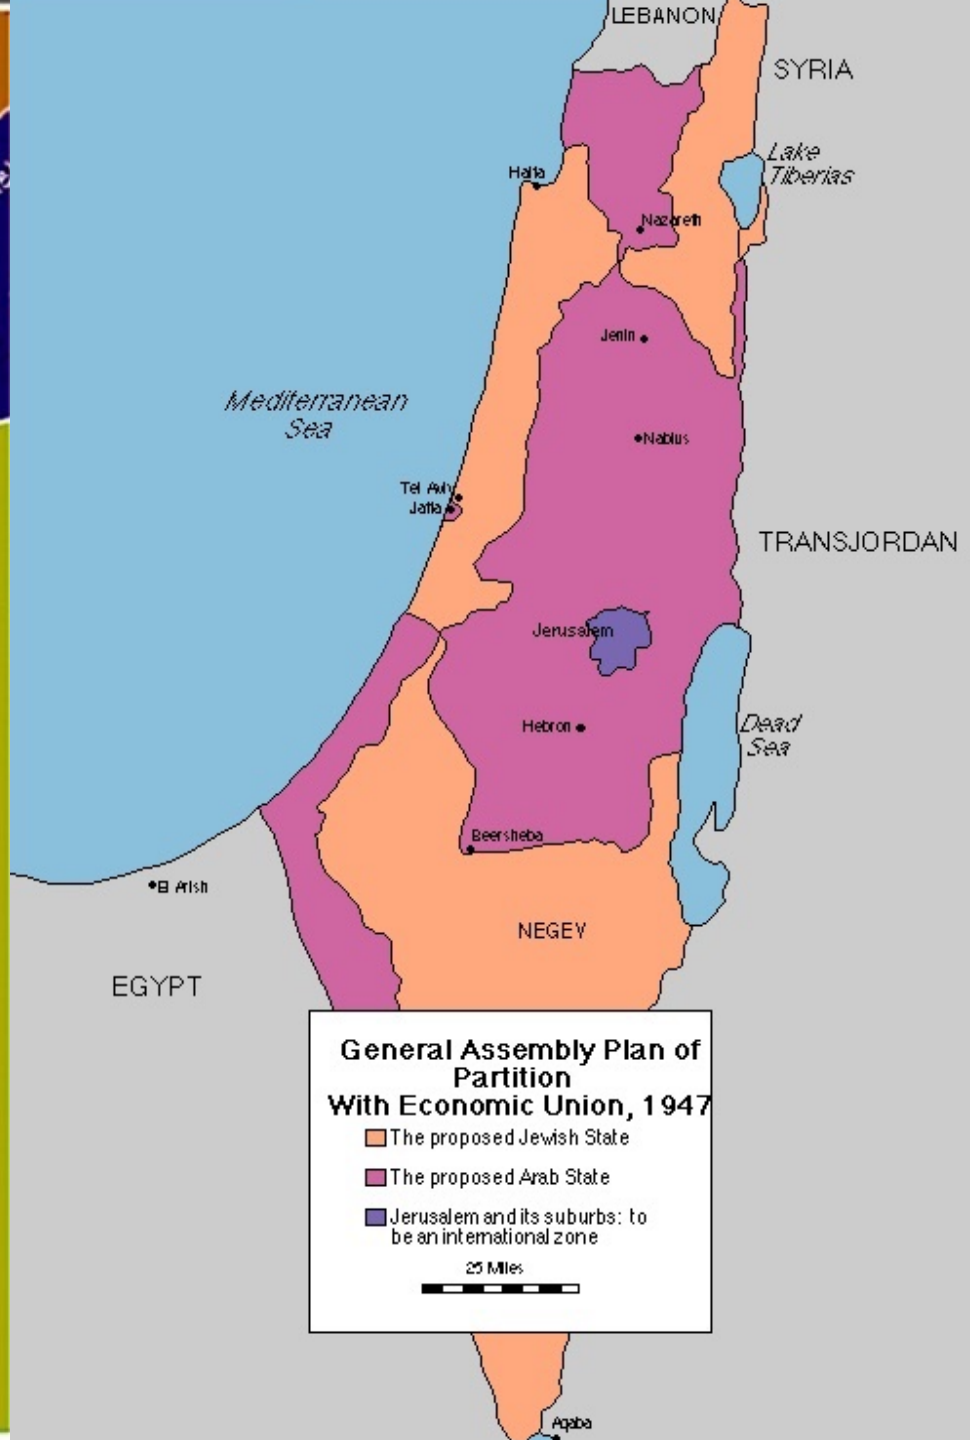 LEBANON
SYRIA
Lake
Tiberias
Haifa
Nazareth
Jenin
Mediterranean
Sea
Nablus
Tel Aviv
Jaffa
TRANSJORDAN
Jerusalem
Hebron
Dead
Sea
Beersheba
El Arish
NEGEV
EGYPT
General Assembly Plan of
Partition
With Economic Union, 1947
The proposed Jewish State
The proposed Arab State
Jerusalem and its suburbs: to
be an international zone
25 Miles
Aqaba